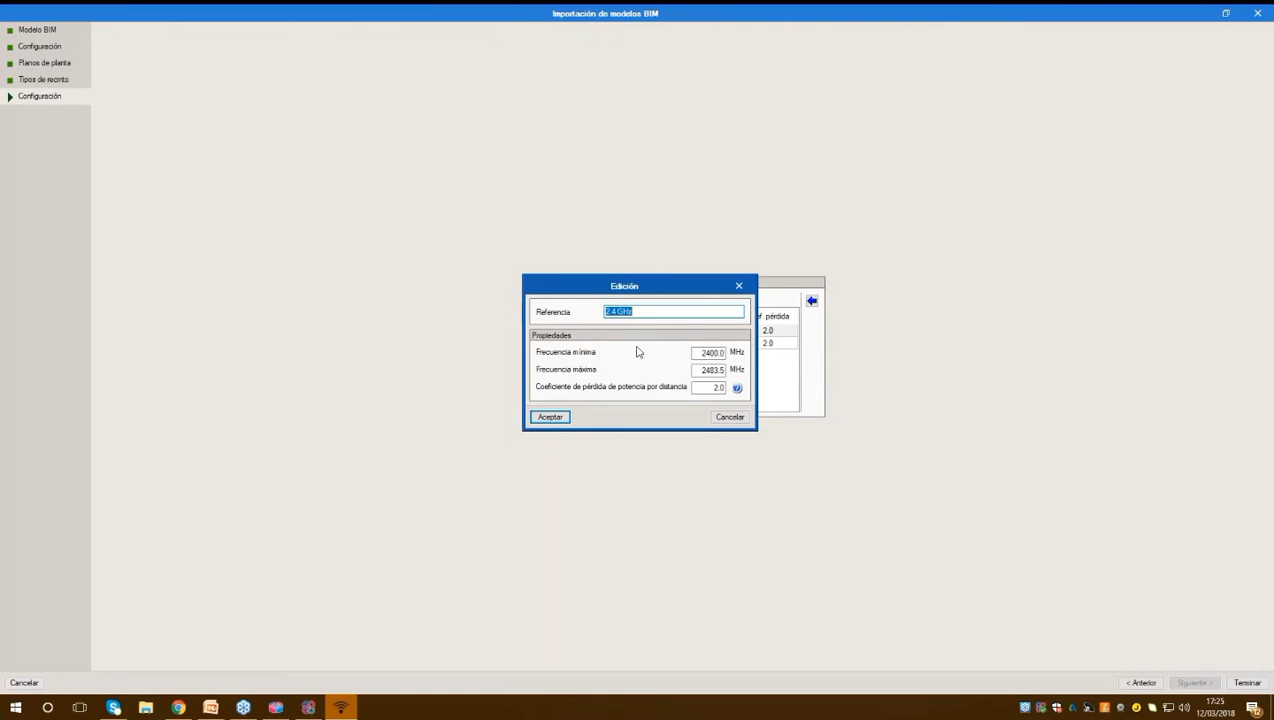 Importación de modelos BIM
Modelo BIM
Configuración
Planos de planta
Tipos de recinto
Configuración
Edición
Referencia 2.4 GHz
Propiedades
Frecuencia mínima 2400.0 MHz
Frecuencia máxima 2483.5 MHz
Coeficiente de pérdida de potencia por distancia 2.0
Aceptar Cancelar
ef. pérdida
2.0
2.0
Cancelar < Anterior Siguiente > Terminar
17:25
12/03/2018